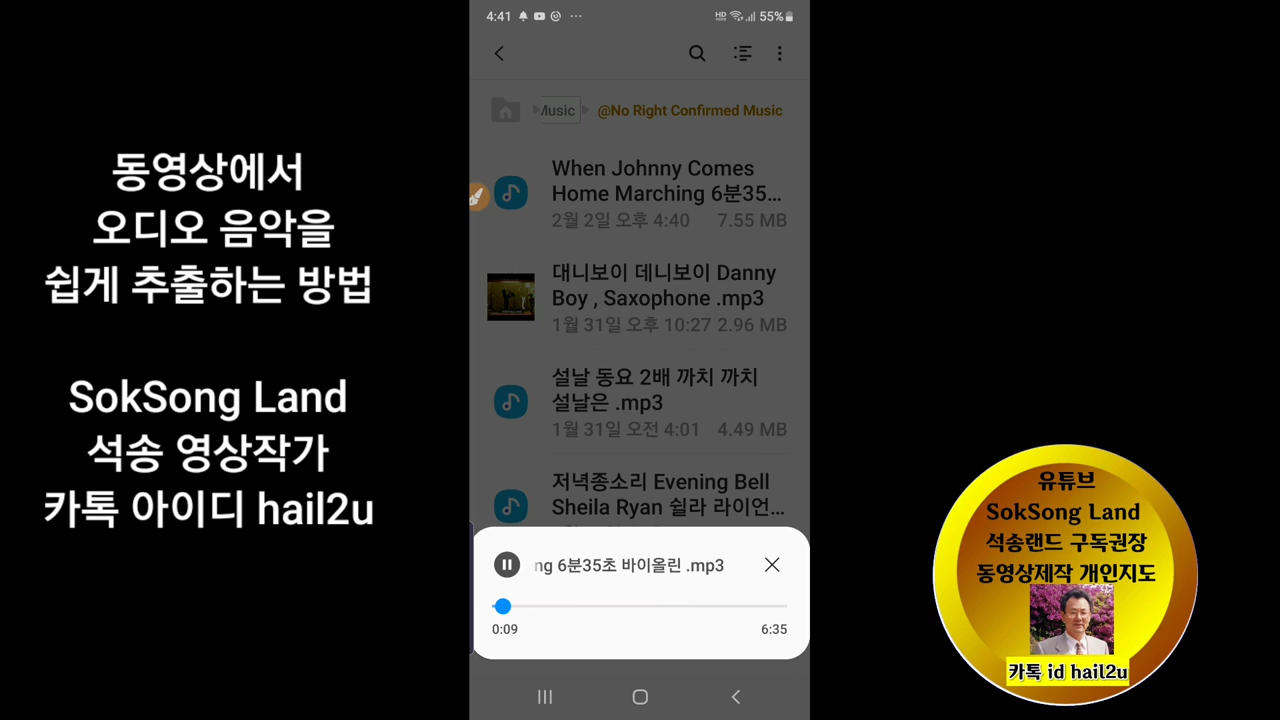 동영상에서
오디오 음악을
쉽게 추출하는 방법
SokSong Land
석송 영상작가
카톡 아이디 hail2u
4:41
HD
55%
Music
@No Right Confirmed Music
When Johnny Comes
Home Marching 6분35...
2월 2일 오후 4:40 7.55 MB
대니보이 데니보이 Danny
Boy , Saxophone .mp3
1월 31일 오후 10:27 2.96 MB
설날 동요 2배 까치 까치
설날은 .mp3
1월 31일 오전 4:01 4.49 MB
저녁종소리 Evening Bell
Sheila Ryan 쉴라 라이언...
ng 6분35초 바이올린 .mp3
0:09 6:35
유튜브
SokSong Land
석송랜드 구독권장
동영상제작 개인지도
카톡 id hail2u